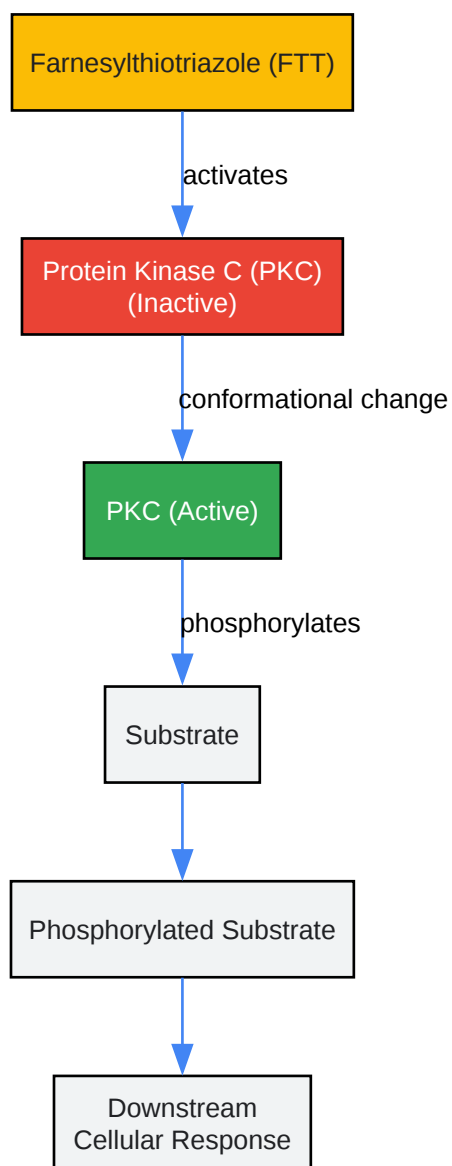 Farnesylthiotriazole (FTT)
activates
Protein Kinase C (PKC)
(Inactive)
conformational change
PKC (Active)
phosphorylates
Substrate
Phosphorylated Substrate
Downstream
Cellular Response